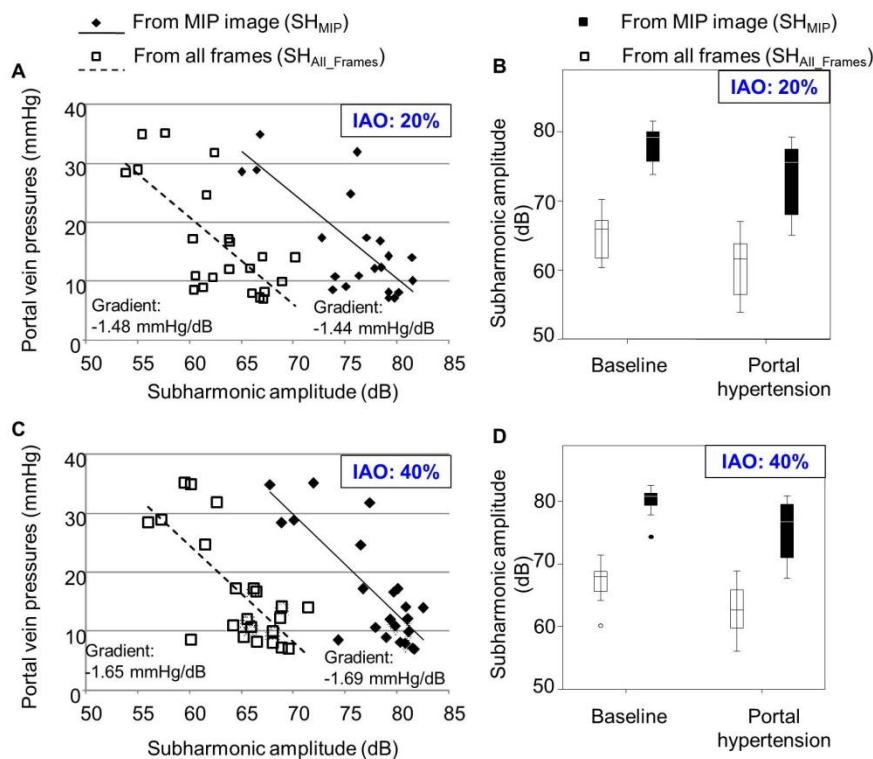 From MIP image (SHMIP)
From all frames (SHAll_Frames)
From MIP image (SHMIP)
From all frames (SHAll_Frames)
A
IAO: 20%
Portal vein pressures (mmHg)
40
30
20
10
0
Gradient:
-1.48 mmHg/dB
Gradient:
-1.44 mmHg/dB
50 55 60 65 70 75 80 85
Subharmonic amplitude (dB)
B
IAO: 20%
Subharmonic amplitude
(dB)
80
70
60
50
Baseline
Portal
hypertension
C
IAO: 40%
Portal vein pressures (mmHg)
40
30
20
10
0
Gradient:
-1.65 mmHg/dB
Gradient:
-1.69 mmHg/dB
50 55 60 65 70 75 80 85
Subharmonic amplitude (dB)
D
IAO: 40%
Subharmonic amplitude
(dB)
80
70
60
50
Baseline
Portal
hypertension